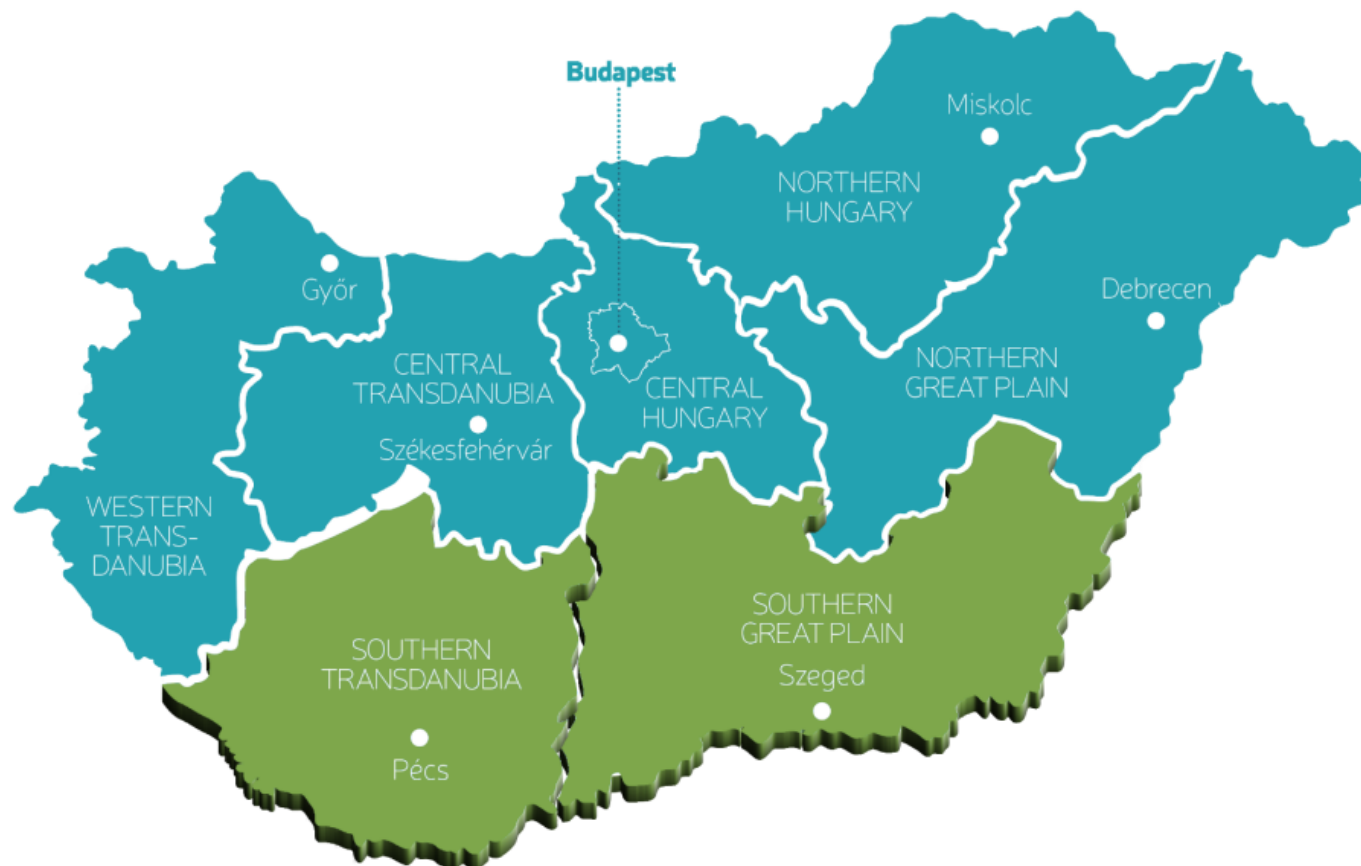 Budapest
Miskolc
NORTHERN
HUNGARY
Győr
Debrecen
CENTRAL
TRANSDANUBIA
Székesfehérvár
CENTRAL
HUNGARY
NORTHERN
GREAT PLAIN
WESTERN
TRANS-
DANUBIA
SOUTHERN
TRANSDANUBIA
Pécs
SOUTHERN
GREAT PLAIN
Szeged